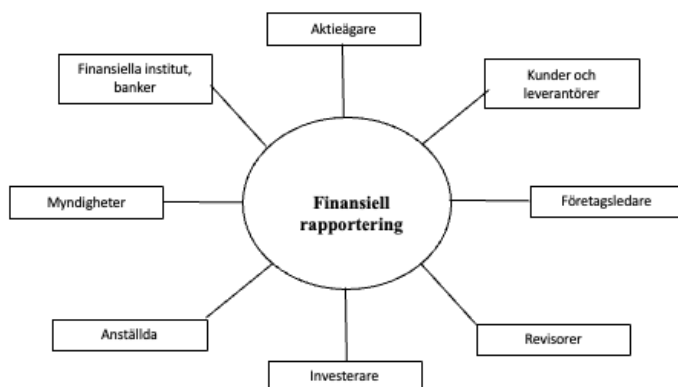 Aktieägare
Finansiella institut,
banker
Kunder och
leverantörer
Myndigheter
Finansiell
rapportering
Företagsledare
Anställda
Revisorer
Investerare